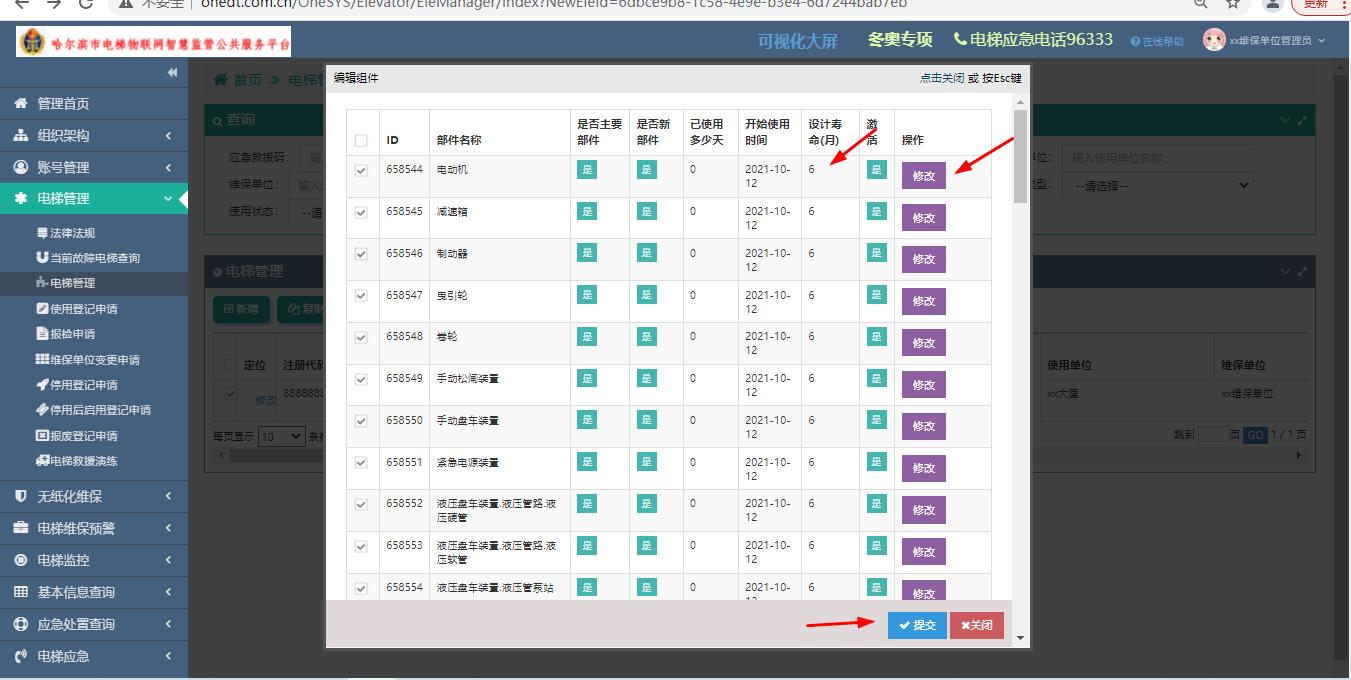 不安全 | onedt.com.cn/OneSYS/Elevator/EleManager/Index?NewEleId=6dbce9b8-1c58-4e9e-b3e4-6d7244bab7eb
更新
哈尔滨市电梯物联网智慧监管公共服务平台
可视化大屏 冬奥专项 电梯应急电话96333 在线帮助 xx维保单位管理员
管理首页
组织架构
账号管理
电梯管理
法律法规
当前故障电梯查询
电梯管理
使用登记申请
报检申请
维保单位变更申请
停用登记申请
停用后启用登记申请
报废登记申请
电梯救援演练
无纸化维保
电梯维保预警
电梯监控
基本信息查询
应急处置查询
电梯应急
首页 电梯管
查询
应急救援码: 输
维保单位: 输入
使用状态: --请
单位: 输入使用单位名称...
类型: --请选择--
电梯管理
新增 复制
定位 注册代码
修改 8888888
每页显示 10 条
使用单位 维保单位
xx大厦 xx维保单位
跳到 页 GO 1 / 1 页
编辑组件 点击关闭 或 按Esc键
ID 部件名称 是否主要部件 是否新部件 已使用多少天 开始使用时间 设计寿命(月) 激活 操作
658544 电动机 是 是 0 2021-10-12 6 是 修改
658545 减速箱 是 是 0 2021-10-12 6 是 修改
658546 制动器 是 是 0 2021-10-12 6 是 修改
658547 曳引轮 是 是 0 2021-10-12 6 是 修改
658548 卷轮 是 是 0 2021-10-12 6 是 修改
658549 手动松闸装置 是 是 0 2021-10-12 6 是 修改
658550 手动盘车装置 是 是 0 2021-10-12 6 是 修改
658551 紧急电源装置 是 是 0 2021-10-12 6 是 修改
658552 液压盘车装置.液压管路.液压硬管 是 是 0 2021-10-12 6 是 修改
658553 液压盘车装置.液压管路.液压软管 是 是 0 2021-10-12 6 是 修改
658554 液压盘车装置.液压管泵站 是 是 0 2021-10- 6 是 修改
提交 关闭